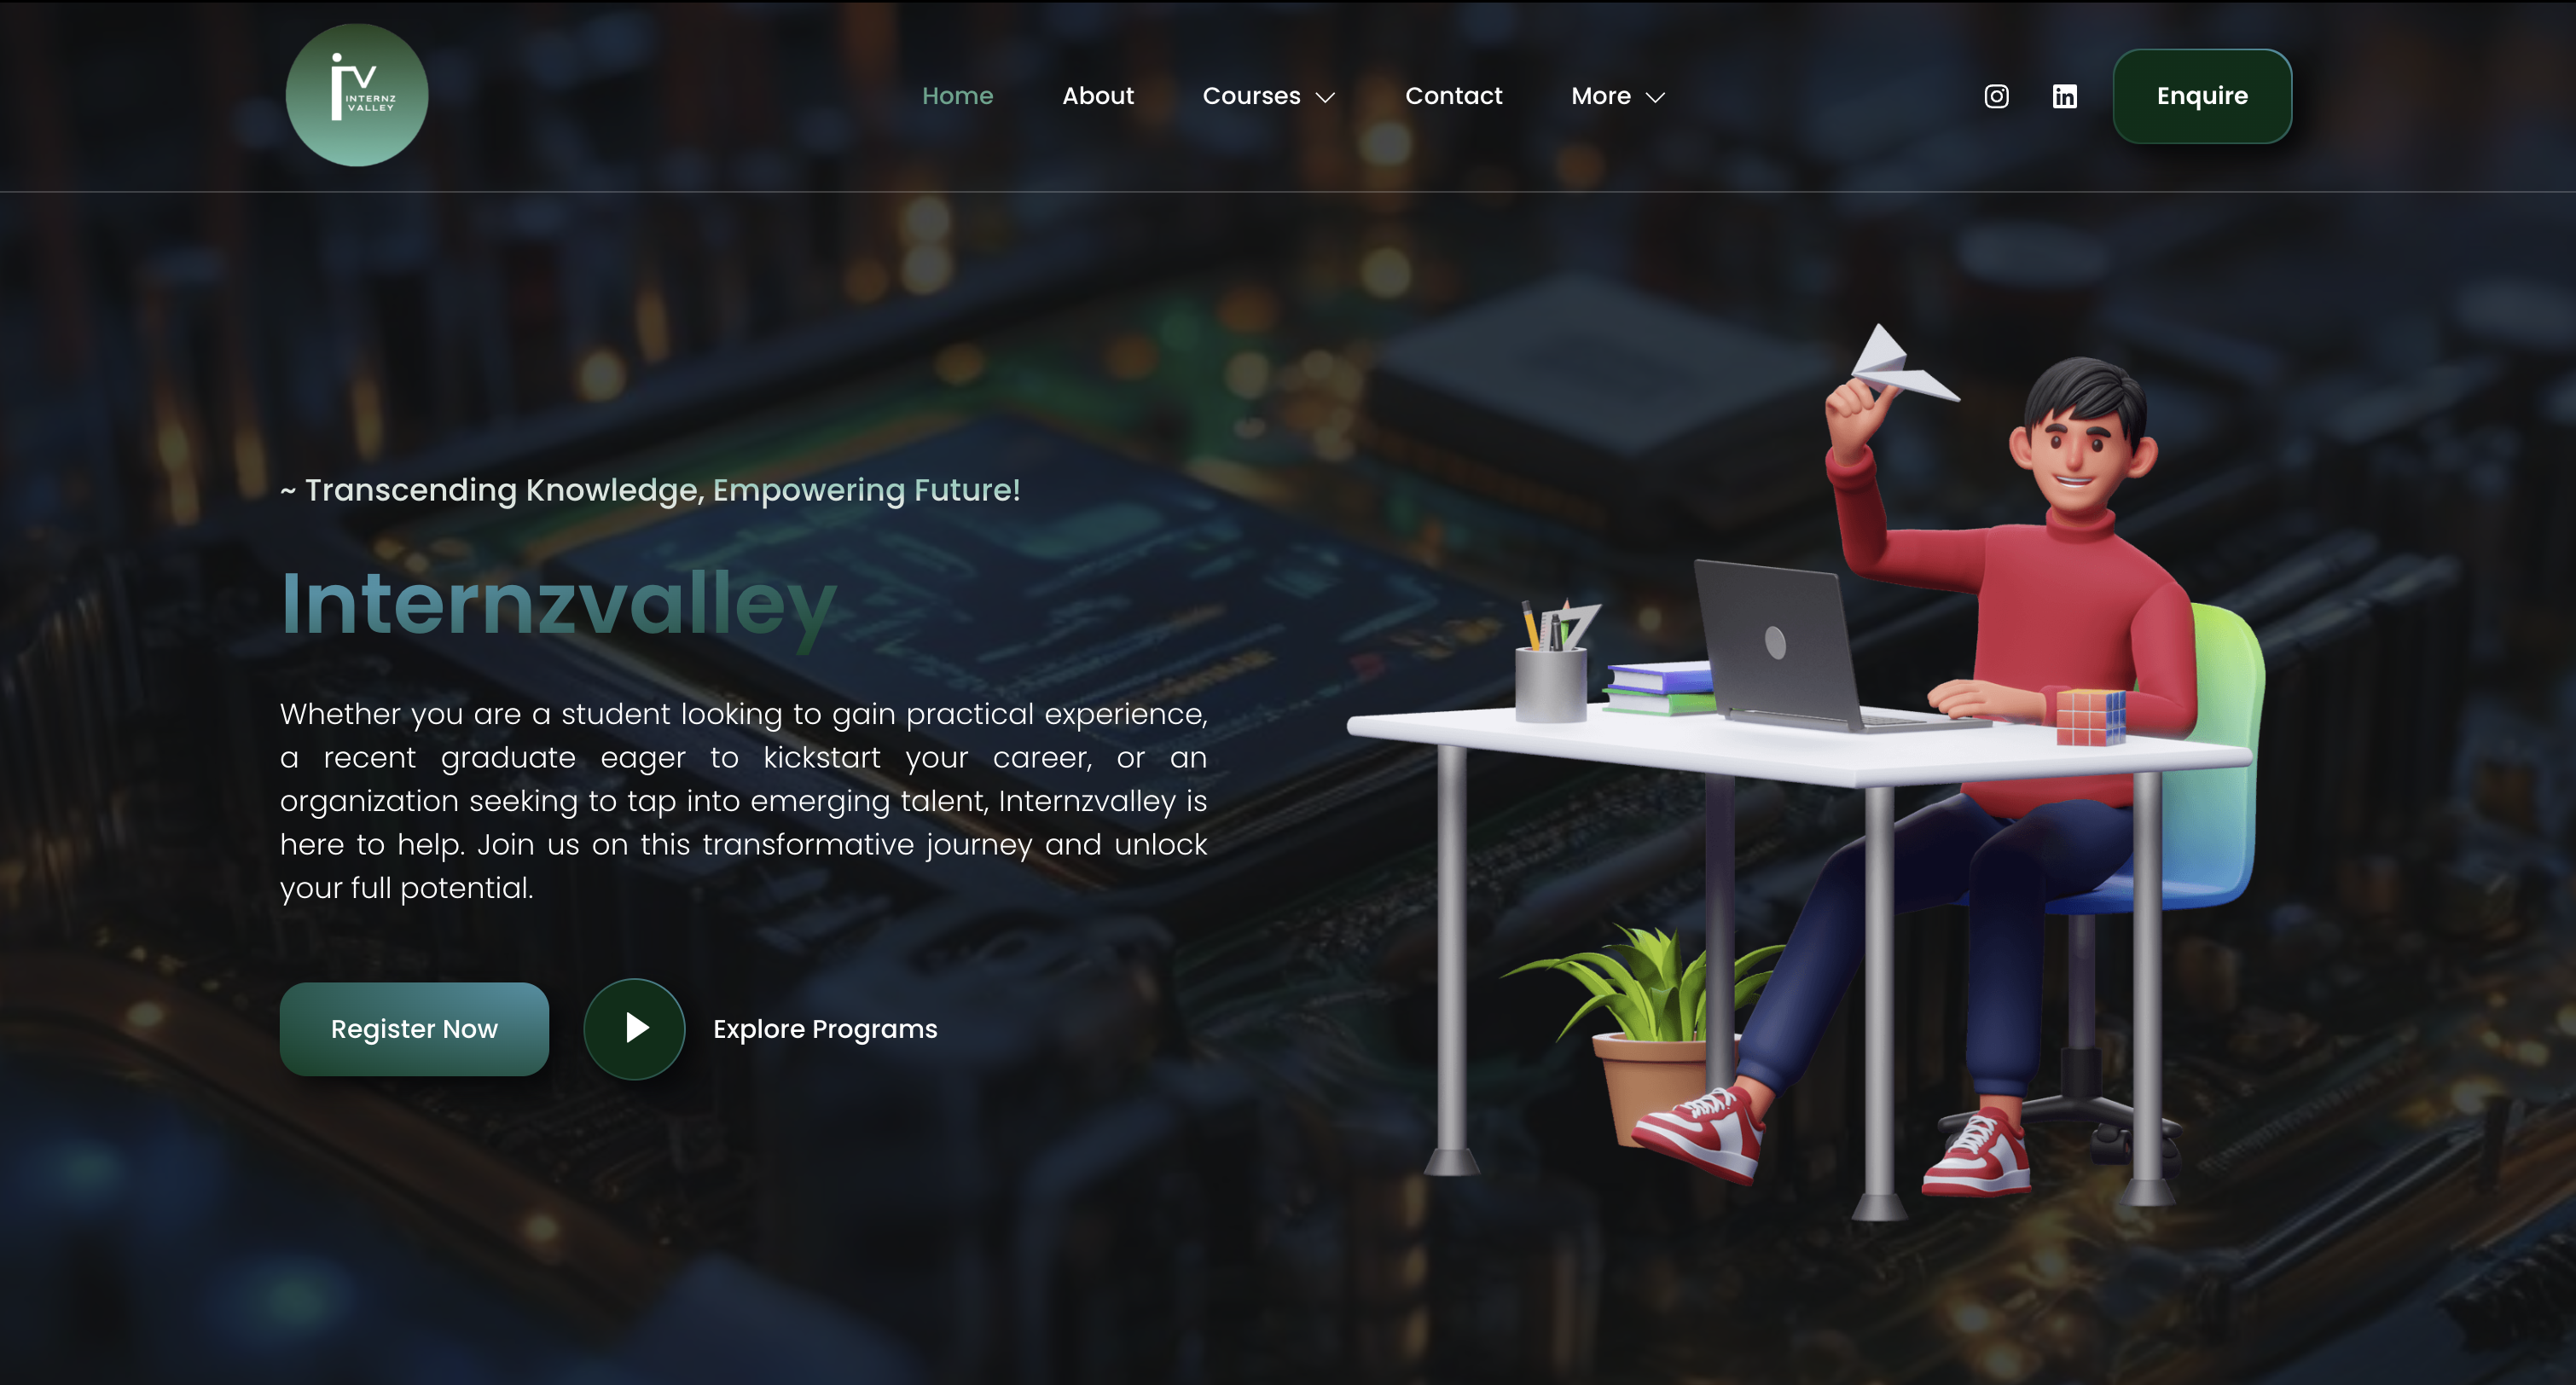 INTERNZ
VALLEY
Home About Courses Contact More Enquire
~ Transcending Knowledge, Empowering Future!
Internzvalley
Whether you are a student looking to gain practical experience,
a recent graduate eager to kickstart your career, or an
organization seeking to tap into emerging talent, Internzvalley is
here to help. Join us on this transformative journey and unlock
your full potential.
Register Now Explore Programs